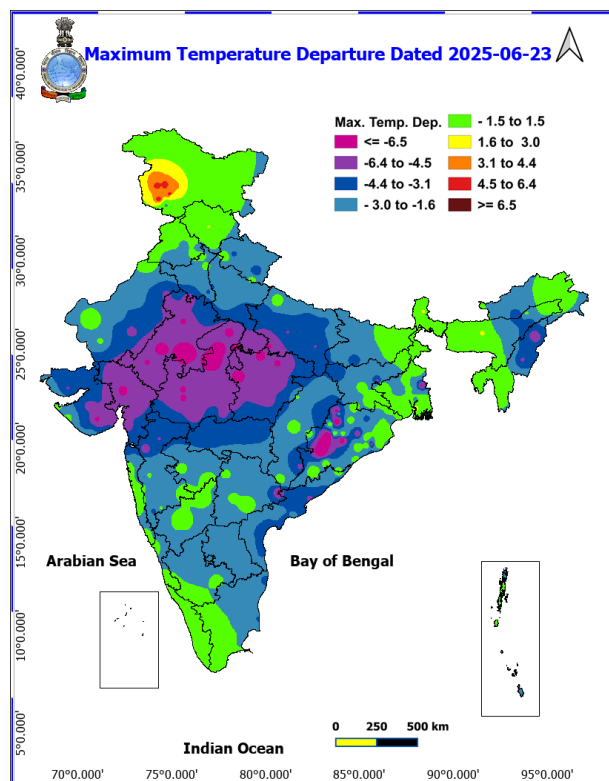 Maximum Temperature Departure Dated 2025-06-23
Max. Temp. Dep.
<= -6.5
-6.4 to -4.5
-4.4 to -3.1
- 3.0 to -1.6
- 1.5 to 1.5
1.6 to 3.0
3.1 to 4.4
4.5 to 6.4
>= 6.5
40°0.000'
35°0.000'
30°0.000'
25°0.000'
20°0.000'
15°0.000'
10°0.000'
5°0.000'
Arabian Sea
Bay of Bengal
0 250 500 km
Indian Ocean
70°0.000' 75°0.000' 80°0.000' 85°0.000' 90°0.000' 95°0.000'